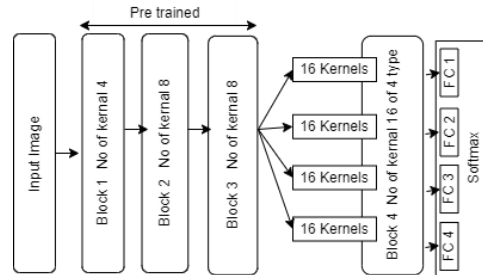 Pre trained
Input Image
Block 1 No of kernal 4
Block 2 No of kernal 8
Block 3 No of kernal 8
16 Kernels
16 Kernels
16 Kernels
16 Kernels
Block 4 No of kernal 16 of 4 type
FC 1
FC 2
FC 3
FC 4
Softmax